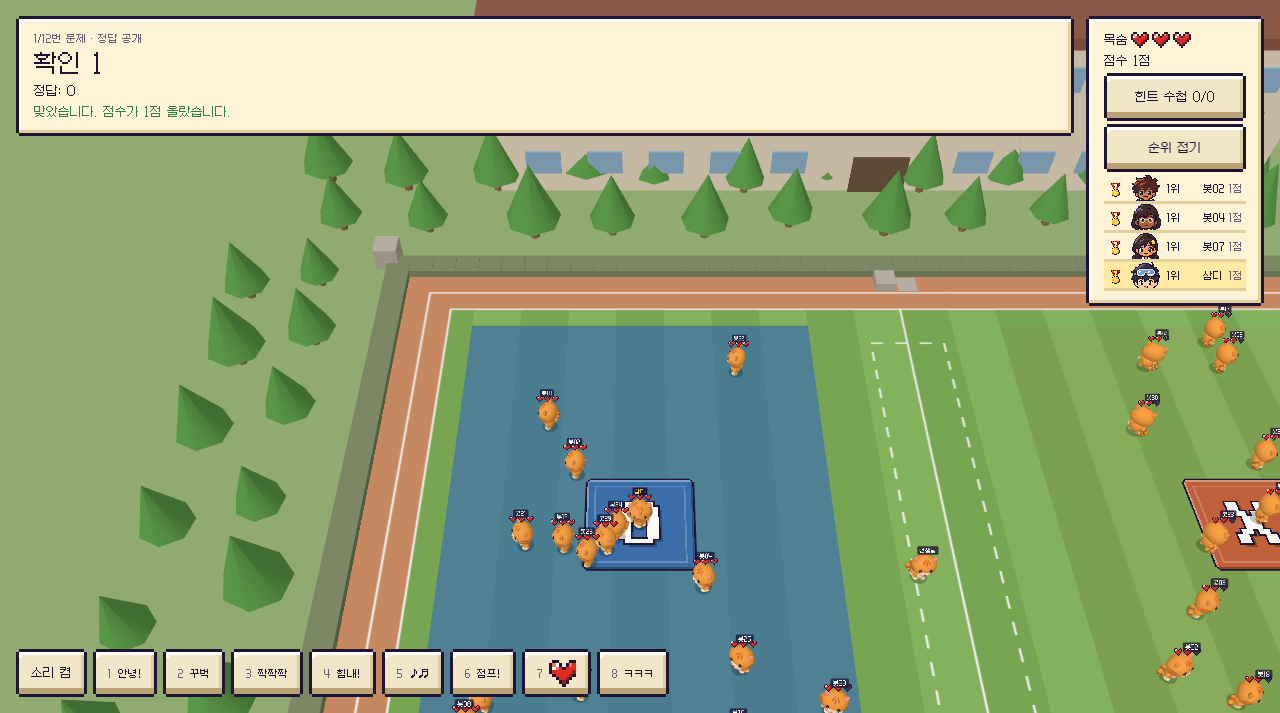 1/12번 문제 · 정답 공개
확인 1
정답: O
맞았습니다. 점수가 1점 올랐습니다.
목숨
점수 1점
힌트 수첩 0/0
순위 접기
1위 봇02 1점
1위 봇04 1점
1위 봇07 1점
1위 삼디 1점
소리 켬
1 안녕!
2 꾸벅
3 짝짝짝
4 힘내!
5 ♪♬
점프!
7
8 ㅋㅋㅋ